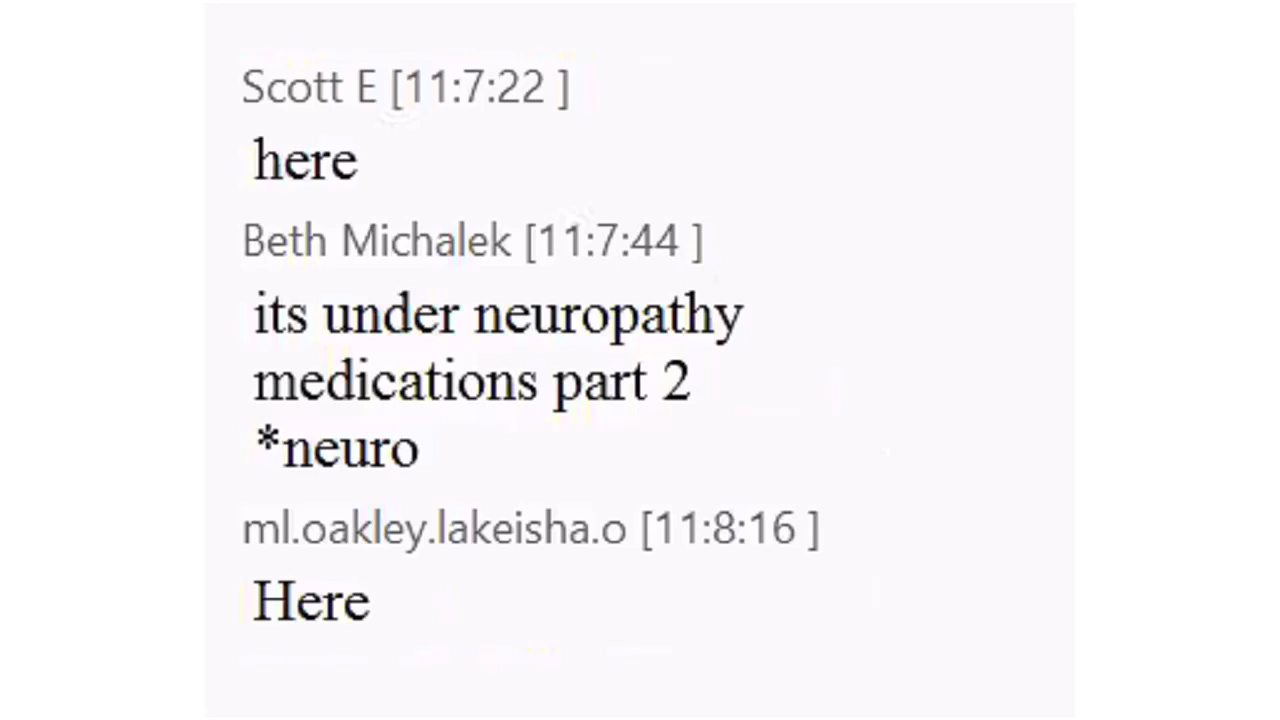 Scott E [11:7:22 ]
here
Beth Michalek [11:7:44 ]
its under neuropathy
medications part 2
*neuro
ml.oakley.lakeisha.o [11:8:16 ]
Here